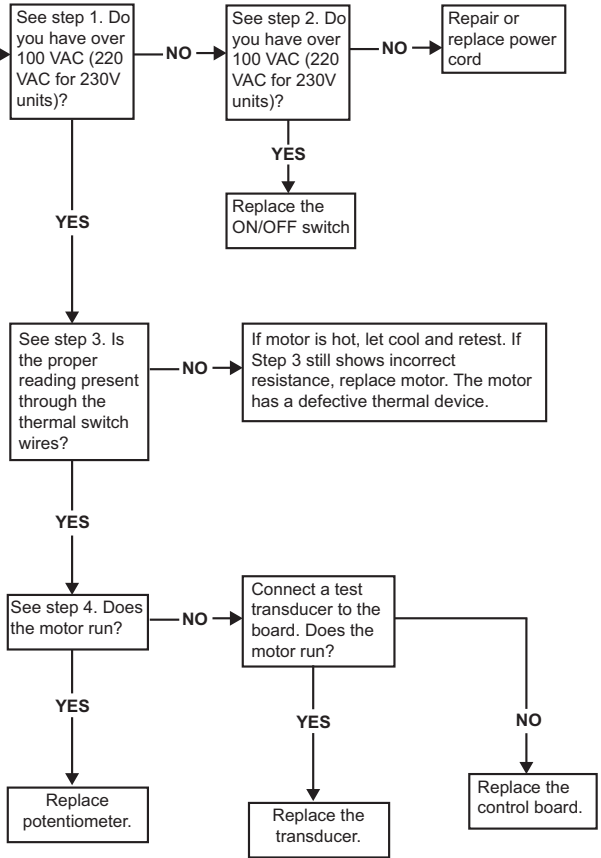 See step 1. Do
you have over
100 VAC (220
VAC for 230V
units)?
NO
See step 2. Do
you have over
100 VAC (220
VAC for 230V
units)?
NO
Repair or
replace power
cord
YES
Replace the
ON/OFF switch
YES
See step 3. Is
the proper
reading present
through the
thermal switch
wires?
NO
If motor is hot, let cool and retest. If
Step 3 still shows incorrect
resistance, replace motor. The motor
has a defective thermal device.
YES
See step 4. Does
the motor run?
NO
Connect a test
transducer to the
board. Does the
motor run?
YES
Replace
potentiometer.
YES
Replace the
transducer.
NO
Replace the
control board.